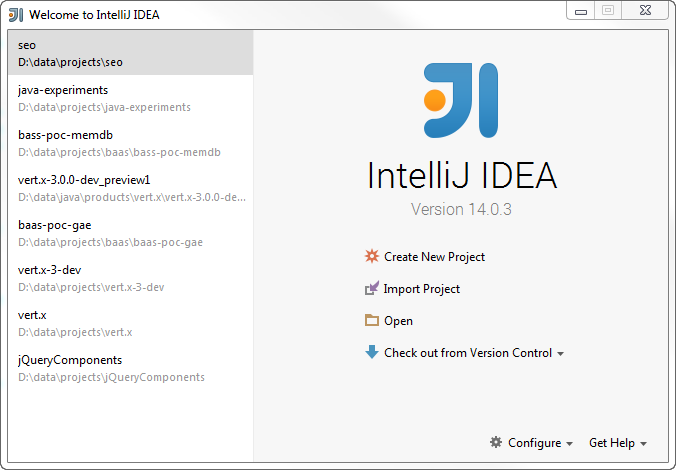 Welcome to IntelliJ IDEA
seo
D:\data\projects\seo
java-experiments
D:\data\projects\java-experiments
bass-poc-memdb
D:\data\projects\baas\bass-poc-memdb
vert.x-3.0.0-dev_preview1
D:\data\java\products\vert.x\vert.x-3.0.0-de...
baas-poc-gae
D:\data\projects\baas\baas-poc-gae
vert.x-3-dev
D:\data\projects\vert.x-3-dev
vert.x
D:\data\projects\vert.x
jQueryComponents
D:\data\projects\jQueryComponents
IntelliJ IDEA
Version 14.0.3
Create New Project
Import Project
Open
Check out from Version Control
Configure Get Help